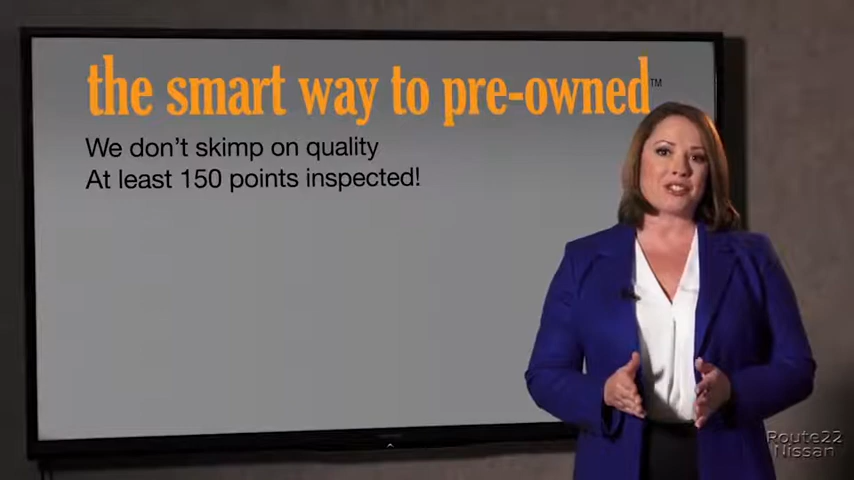 the smart way to pre-owned™
We don't skimp on quality
At least 150 points inspected!
Route22
Nissan